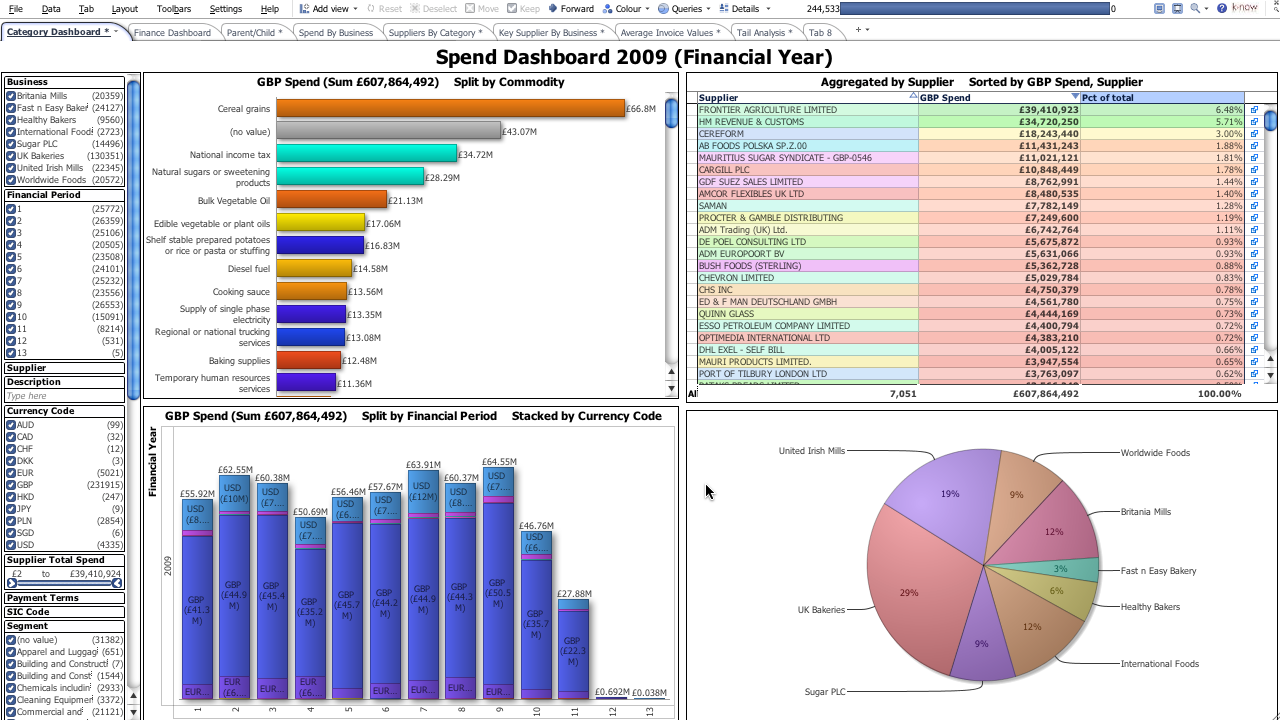 File Data Tab Layout Toolbars Settings Help Add view Reset Deselect Move Keep Forward Colour Queries Details 244,533 0 k-now
Category Dashboard * Finance Dashboard Parent/Child * Spend By Business Suppliers By Category * Key Supplier By Business * Average Invoice Values * Tail Analysis * Tab 8
Spend Dashboard 2009 (Financial Year)
Business
Britania Mills (20359)
Fast n Easy Baker (24127)
Healthy Bakers (9560)
International Food (2723)
Sugar PLC (14496)
UK Bakeries (130351)
United Irish Mills (22345)
Worldwide Foods (20572)
Financial Period
1 (25772)
2 (26359)
3 (25106)
4 (20505)
5 (23508)
6 (24101)
7 (25232)
8 (23556)
9 (26553)
10 (15091)
11 (8214)
12 (531)
13 (5)
Supplier
Description
Type here
Currency Code
AUD (99)
CAD (32)
CHF (12)
DKK (3)
EUR (5021)
GBP (231915)
HKD (247)
JPY (9)
PLN (2854)
SGD (6)
USD (4335)
Supplier Total Spend
£2 to £39,410,924
Payment Terms
SIC Code
Segment
(no value) (31382)
Apparel and Luggag (651)
Building and Construct (7)
Building and Const (1544)
Chemicals includin (2933)
Cleaning Equipmen (3372)
Commercial and (21121)
GBP Spend (Sum £607,864,492) Split by Commodity
Cereal grains £66.8M
(no value) £43.07M
National income tax £34.72M
Natural sugars or sweetening
products £28.29M
Bulk Vegetable Oil £21.13M
Edible vegetable or plant oils £17.06M
Shelf stable prepared potatoes
or rice or pasta or stuffing £16.83M
Diesel fuel £14.58M
Cooking sauce £13.56M
Supply of single phase
electricity £13.35M
Regional or national trucking
services £13.08M
Baking supplies £12.48M
Temporary human resources
services £11.36M
Aggregated by Supplier Sorted by GBP Spend, Supplier
Supplier GBP Spend Pct of total
FRONTIER AGRICULTURE LIMITED £39,410,923 6.48%
HM REVENUE & CUSTOMS £34,720,250 5.71%
CEREFORM £18,243,440 3.00%
AB FOODS POLSKA SP.Z.00 £11,431,243 1.88%
MAURITIUS SUGAR SYNDICATE - GBP-0546 £11,021,121 1.81%
CARGILL PLC £10,848,449 1.78%
GDF SUEZ SALES LIMITED £8,762,991 1.44%
AMCOR FLEXIBLES UK LTD £8,480,535 1.40%
SAMAN £7,782,149 1.28%
PROCTER & GAMBLE DISTRIBUTING £7,249,600 1.19%
ADM Trading (UK) Ltd. £6,742,764 1.11%
DE POEL CONSULTING LTD £5,675,872 0.93%
ADM EUROPOORT BV £5,631,066 0.93%
BUSH FOODS (STERLING) £5,362,728 0.88%
CHEVRON LIMITED £5,029,784 0.83%
CHS INC £4,750,379 0.78%
ED & F MAN DEUTSCHLAND GMBH £4,561,780 0.75%
QUINN GLASS £4,444,169 0.73%
ESSO PETROLEUM COMPANY LIMITED £4,400,794 0.72%
OPTIMEDIA INTERNATIONAL LTD £4,383,210 0.72%
DHL EXEL - SELF BILL £4,005,122 0.66%
MAURI PRODUCTS LIMITED. £3,947,554 0.65%
PORT OF TILBURY LONDON LTD £3,763,097 0.62%
All 7,051 £607,864,492 100.00%
GBP Spend (Sum £607,864,492) Split by Financial Period Stacked by Currency Code
Financial Year
2009
£55.92M £62.55M £60.38M £50.69M £56.46M £57.67M £63.91M £60.37M £64.55M £46.76M £27.88M £0.692M £0.038M
USD (£8.... USD (£10M) USD (£7.... USD (£7.... USD (£6.... USD (£7.... USD (£12M) USD (£8.... USD (£7.... USD (£6....
GBP (£41.3 M) GBP (£44.9 M) GBP (£45.4 M) GBP (£35.2 M) GBP (£45.7 M) GBP (£44.2 M) GBP (£44.9 M) GBP (£44.3 M) GBP (£50.5 M) GBP (£35.7 M) GBP (£22.3 M)
EUR... EUR (£6.... EUR... EUR (£6.... EUR... EUR... EUR... EUR...
1 2 3 4 5 6 7 8 9 10 11 12 13
United Irish Mills 19%
Worldwide Foods 9%
Britania Mills 12%
Fast n Easy Bakery 3%
Healthy Bakers 6%
International Foods 12%
Sugar PLC 9%
UK Bakeries 29%